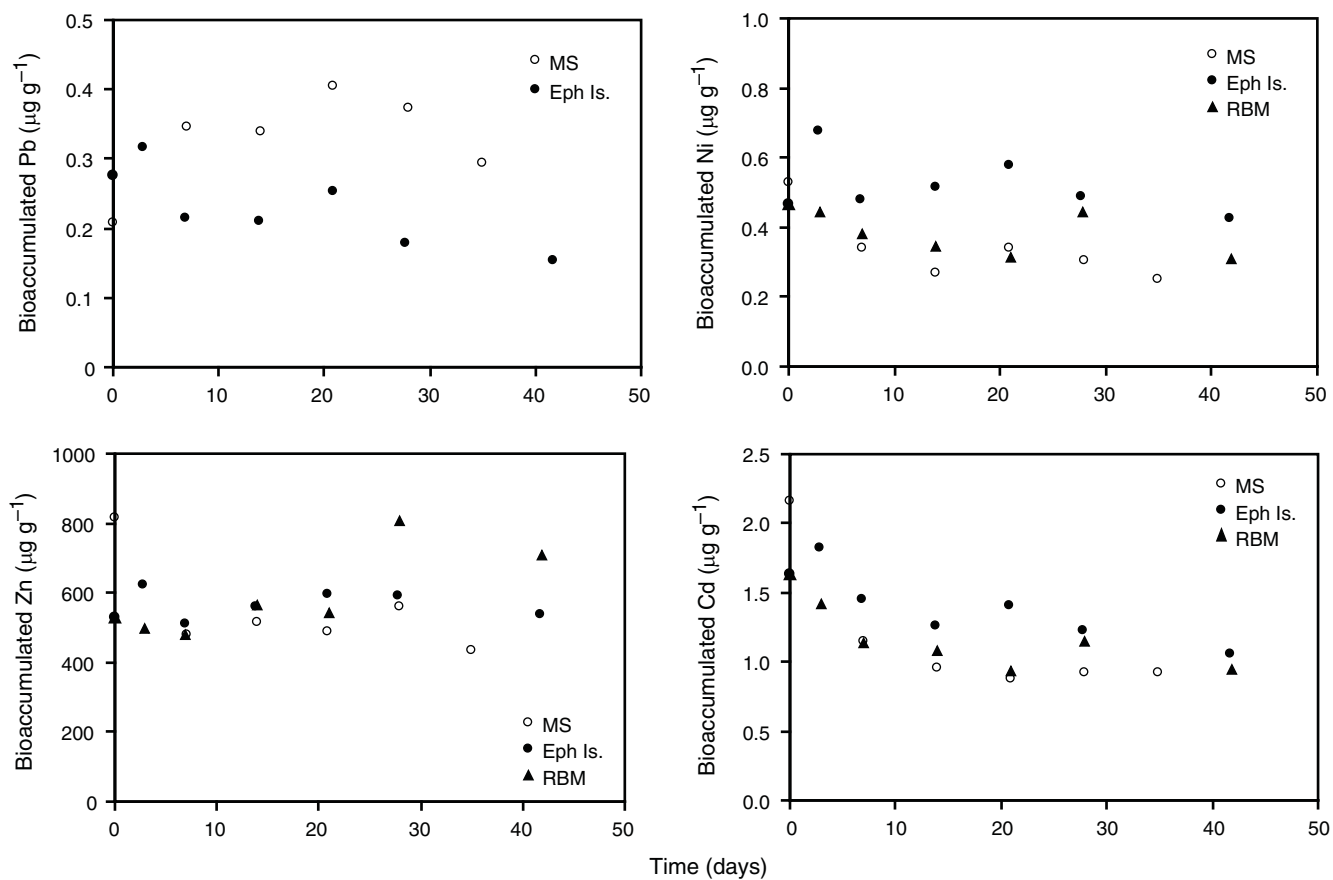 Bioaccumulated Pb (μg g–1)
0.5
0.4
0.3
0.2
0.1
0
0 10 20 30 40 50
MS
Eph Is.
Bioaccumulated Ni (μg g–1)
1.0
0.8
0.6
0.4
0.2
0.0
0 10 20 30 40 50
MS
Eph Is.
RBM
Bioaccumulated Zn (μg g–1)
1000
800
600
400
200
0
0 10 20 30 40 50
MS
Eph Is.
RBM
Bioaccumulated Cd (μg g–1)
2.5
2.0
1.5
1.0
0.5
0.0
0 10 20 30 40 50
MS
Eph Is.
RBM
Time (days)